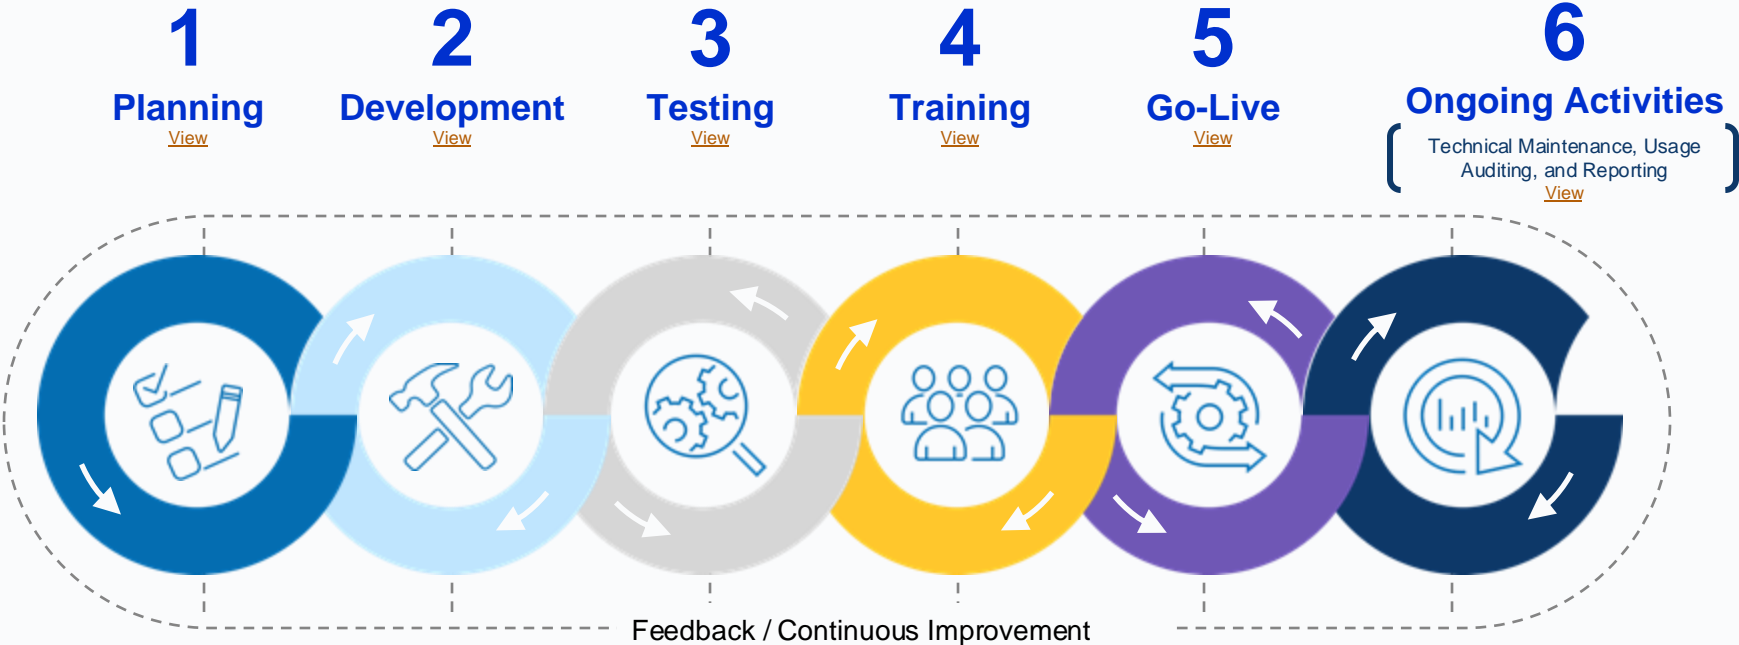 1
Planning
View
2
Development
View
3
Testing
View
4
Training
View
5
Go-Live
View
6
Ongoing Activities
Technical Maintenance, Usage
Auditing, and Reporting
View
Feedback / Continuous Improvement